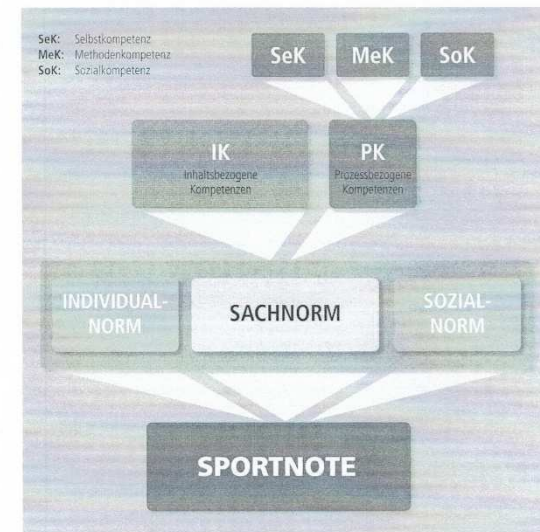 SeK: Selbstkompetenz
MeK: Methodenkompetenz
SoK: Sozialkompetenz
SeK MeK SoK
IK
Inhaltsbezogene
Kompetenzen
PK
Prozessbezogene
Kompetenzen
INDIVIDUAL-
NORM
SACHNORM
SOZIAL-
NORM
SPORTNOTE